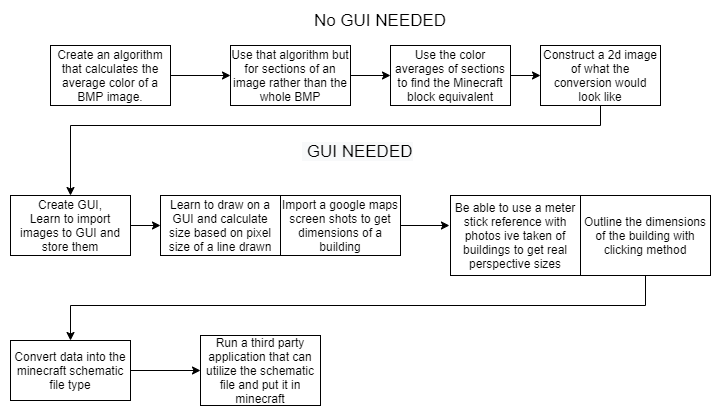 No GUI NEEDED
Create an algorithm
that calculates the
average color of a
BMP image.
Use that algorithm but
for sections of an
image rather than the
whole BMP
Use the color
averages of sections
to find the Minecraft
block equivalent
Construct a 2d image
of what the
conversion would
look like
GUI NEEDED
Create GUI,
Learn to import
images to GUI and
store them
Learn to draw on a
GUI and calculate
size based on pixel
size of a line drawn
Import a google maps
screen shots to get
dimensions of a
building
Be able to use a meter
stick reference with
photos ive taken of
buildings to get real
perspective sizes
Outline the dimensions
of the building with
clicking method
Convert data into the
minecraft schematic
file type
Run a third party
application that can
utilize the schematic
file and put it in
minecraft